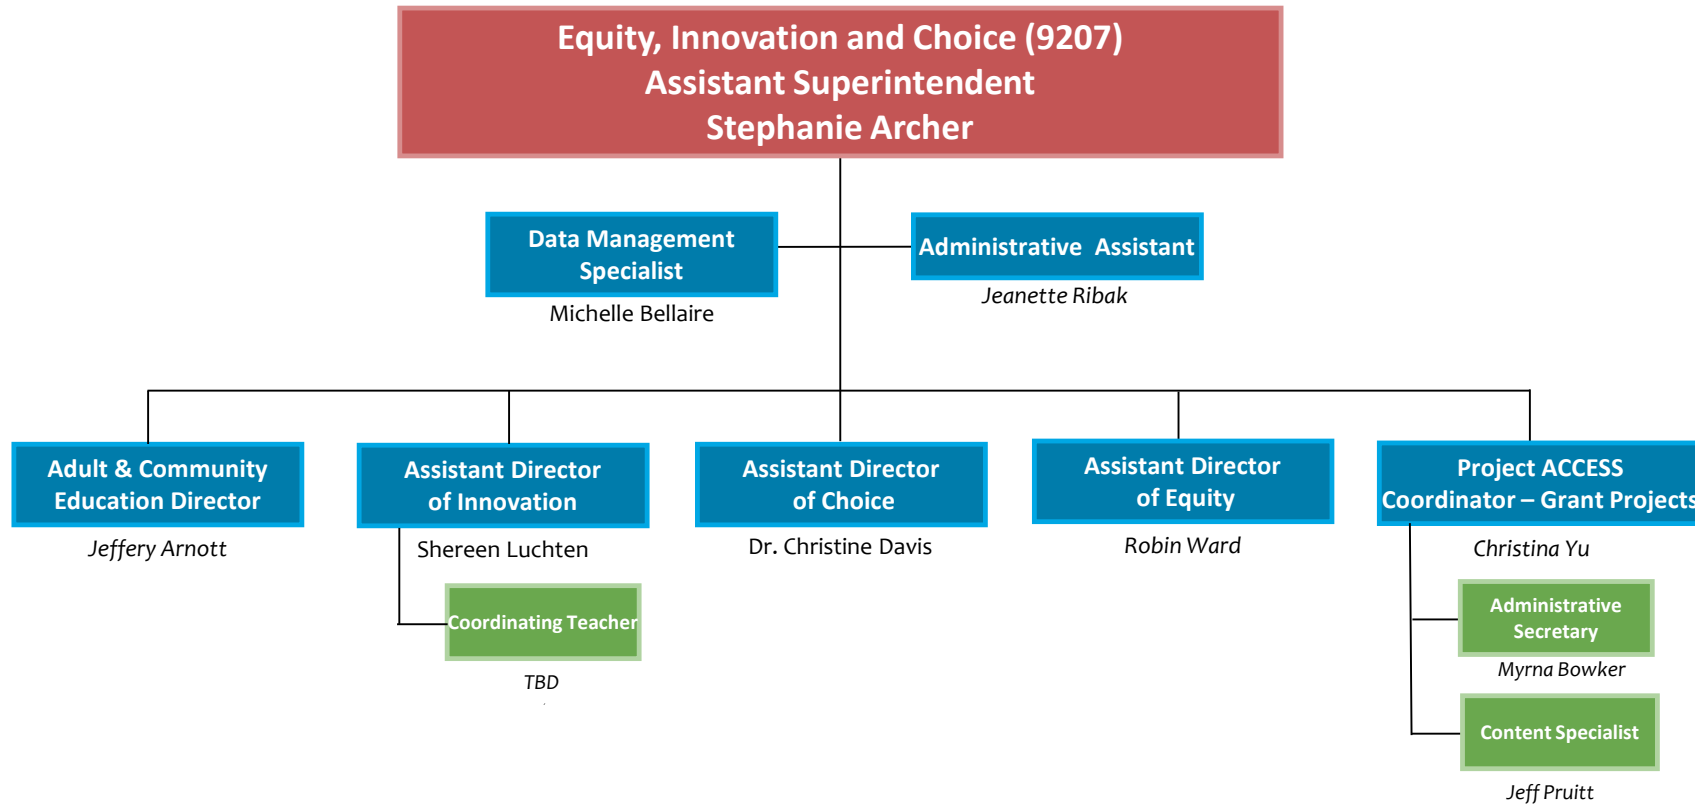 Equity, Innovation and Choice (9207)
Assistant Superintendent
Stephanie Archer
Data Management
Specialist
Michelle Bellaire
Administrative Assistant
Jeanette Ribak
Adult & Community
Education Director
Jeffery Arnott
Assistant Director
of Innovation
Shereen Luchten
Coordinating Teacher
TBD
Assistant Director
of Choice
Dr. Christine Davis
Assistant Director
of Equity
Robin Ward
Project ACCESS
Coordinator – Grant Projects
Christina Yu
Administrative
Secretary
Myrna Bowker
Content Specialist
Jeff Pruitt